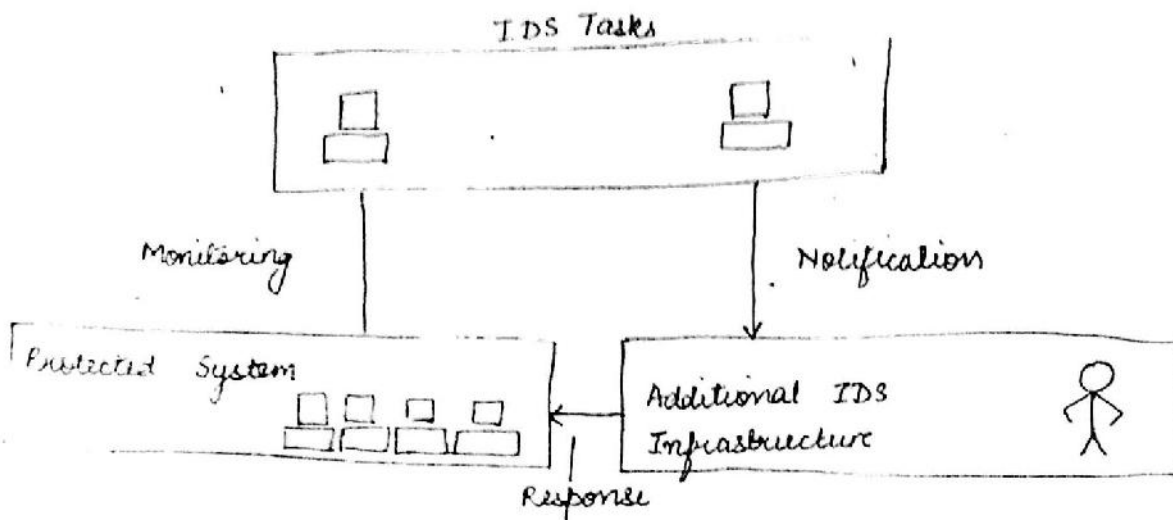 IDS Tasks
Monitoring
Notification
Protected System
Additional IDS
Infrastructure
Response